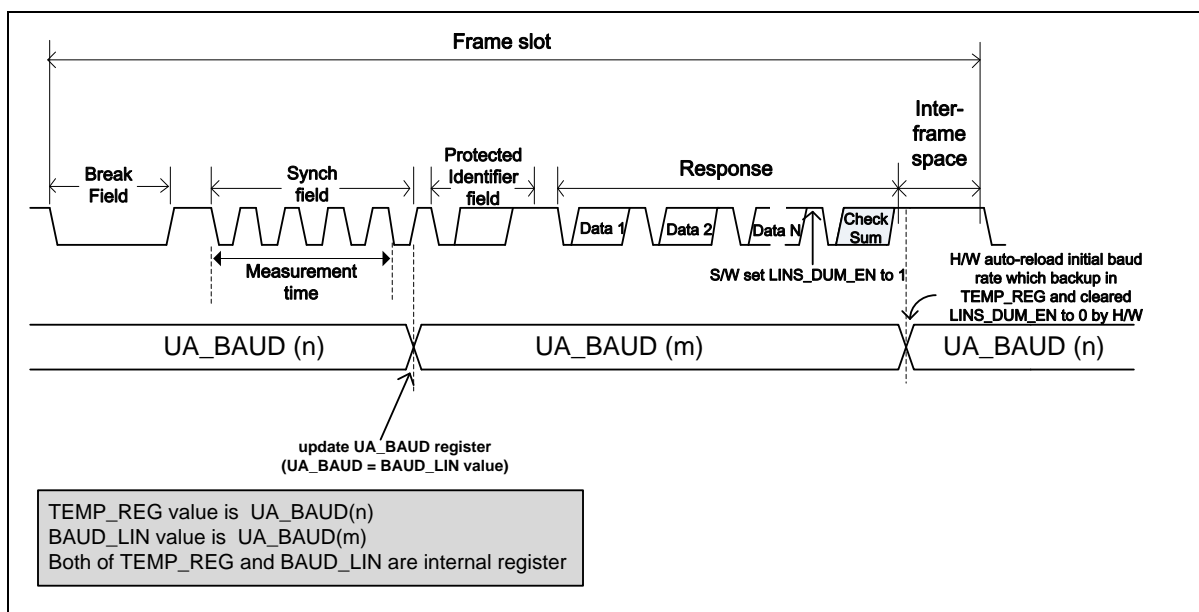 Frame slot
Inter-
frame
space
Break
Field
Synch
field
Protected
Identifier
field
Response
Data 1
Data 2
Data N
Check
Sum
Measurement
time
S/W set LINS_DUM_EN to 1
H/W auto-reload initial baud
rate which backup in
TEMP_REG and cleared
LINS_DUM_EN to 0 by H/W
UA_BAUD (n)
UA_BAUD (m)
UA_BAUD (n)
update UA_BAUD register
(UA_BAUD = BAUD_LIN value)
TEMP_REG value is UA_BAUD(n)
BAUD_LIN value is UA_BAUD(m)
Both of TEMP_REG and BAUD_LIN are internal register